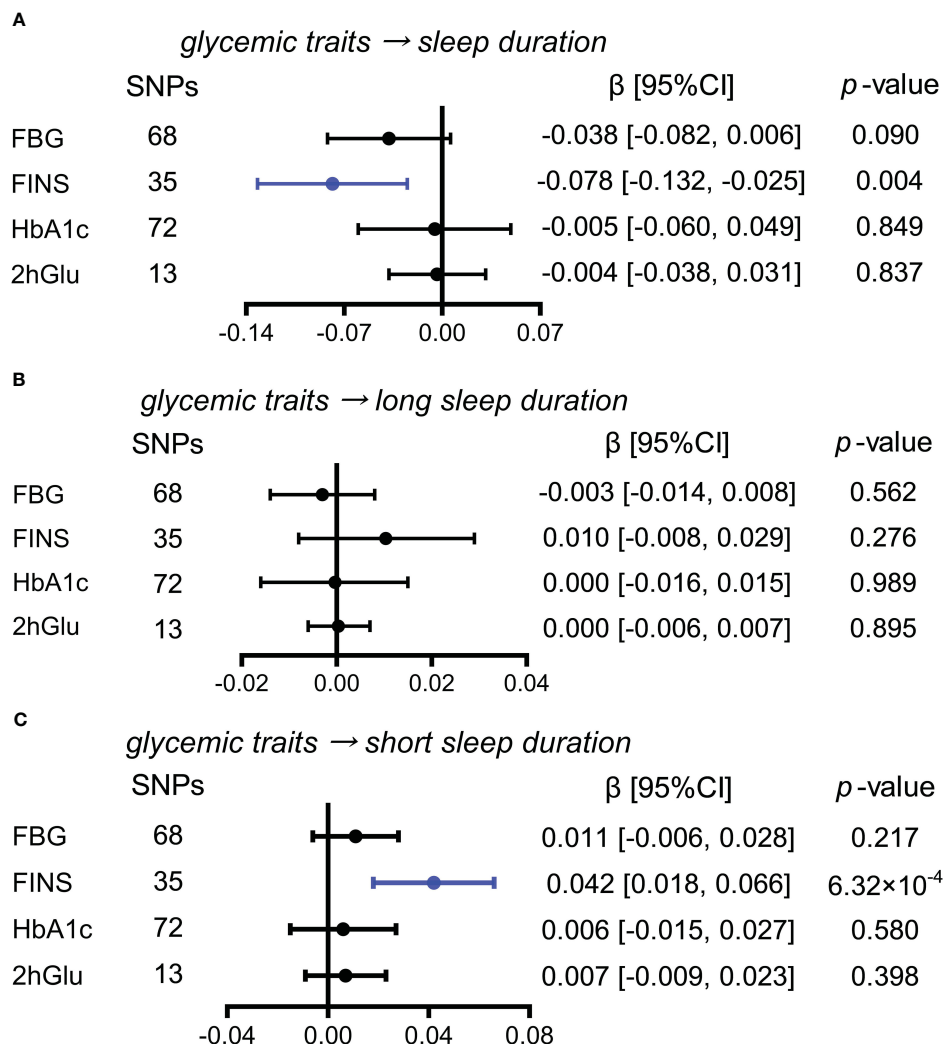 A
glycemic traits → sleep duration
SNPs β [95%CI] p-value
FBG 68 -0.038 [-0.082, 0.006] 0.090
FINS 35 -0.078 [-0.132, -0.025] 0.004
HbA1c 72 -0.005 [-0.060, 0.049] 0.849
2hGlu 13 -0.004 [-0.038, 0.031] 0.837
-0.14 -0.07 0.00 0.07
B
glycemic traits → long sleep duration
SNPs β [95%CI] p-value
FBG 68 -0.003 [-0.014, 0.008] 0.562
FINS 35 0.010 [-0.008, 0.029] 0.276
HbA1c 72 0.000 [-0.016, 0.015] 0.989
2hGlu 13 0.000 [-0.006, 0.007] 0.895
-0.02 0.00 0.02 0.04
C
glycemic traits → short sleep duration
SNPs β [95%CI] p-value
FBG 68 0.011 [-0.006, 0.028] 0.217
FINS 35 0.042 [0.018, 0.066] 6.32×10⁻⁴
HbA1c 72 0.006 [-0.015, 0.027] 0.580
2hGlu 13 0.007 [-0.009, 0.023] 0.398
-0.04 0.00 0.04 0.08